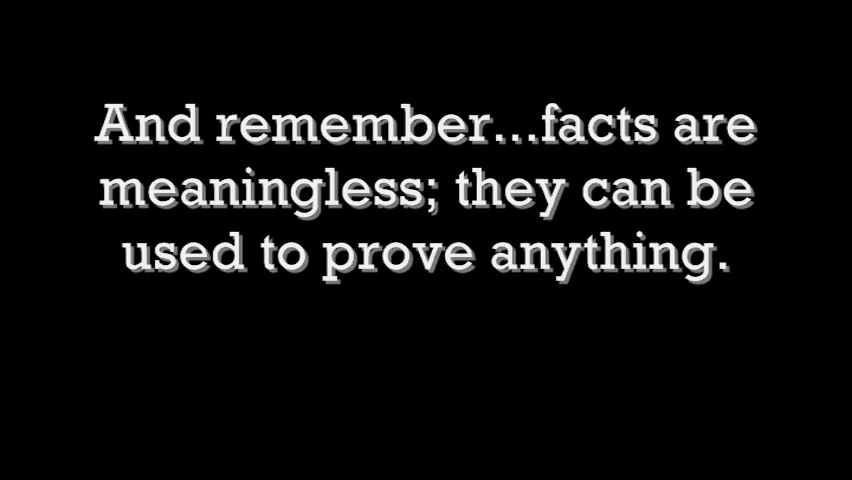 And remember...facts are
meaningless; they can be
used to prove anything.